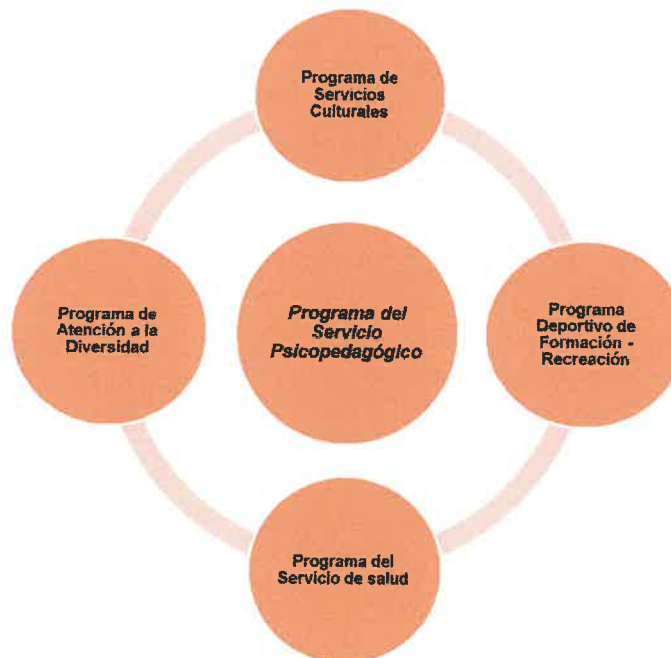 Programa de
Servicios
Culturales
Programa de
Atención a la
Diversidad
Programa del
Servicio
Psicopedagógico
Programa
Deportivo de
Formación -
Recreación
Programa del
Servicio de salud